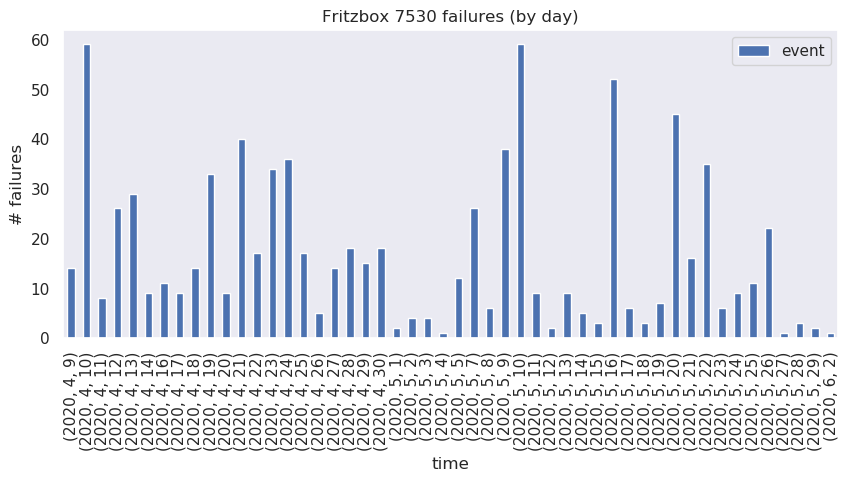 Fritzbox 7530 failures (by day)
event
# failures
60
50
40
30
20
10
0
(2020, 4, 9)
(2020, 4, 10)
(2020, 4, 11)
(2020, 4, 12)
(2020, 4, 13)
(2020, 4, 14)
(2020, 4, 16)
(2020, 4, 17)
(2020, 4, 18)
(2020, 4, 19)
(2020, 4, 20)
(2020, 4, 21)
(2020, 4, 22)
(2020, 4, 23)
(2020, 4, 24)
(2020, 4, 25)
(2020, 4, 26)
(2020, 4, 27)
(2020, 4, 28)
(2020, 4, 29)
(2020, 4, 30)
(2020, 5, 1)
(2020, 5, 2)
(2020, 5, 3)
(2020, 5, 4)
(2020, 5, 5)
(2020, 5, 7)
(2020, 5, 8)
(2020, 5, 9)
(2020, 5, 10)
(2020, 5, 11)
(2020, 5, 12)
(2020, 5, 13)
(2020, 5, 14)
(2020, 5, 15)
(2020, 5, 16)
(2020, 5, 17)
(2020, 5, 18)
(2020, 5, 19)
(2020, 5, 20)
(2020, 5, 21)
(2020, 5, 22)
(2020, 5, 23)
(2020, 5, 24)
(2020, 5, 25)
(2020, 5, 26)
(2020, 5, 27)
(2020, 5, 28)
(2020, 5, 29)
(2020, 6, 2)
time